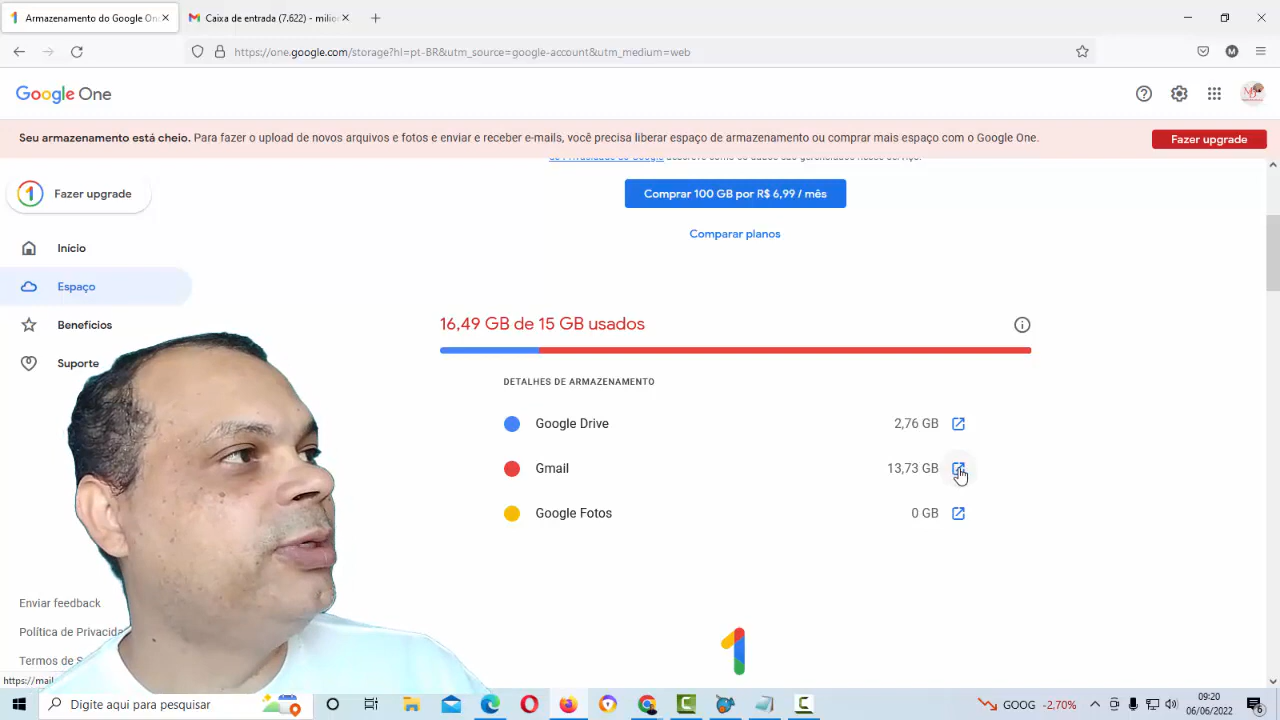 Armazenamento do Google On
Caixa de entrada (7.622) - milio
https://one.google.com/storage?hl=pt-BR&utm_source=google-account&utm_medium=web
M
Google One
Seu armazenamento está cheio. Para fazer o upload de novos arquivos e fotos e enviar e receber e-mails, você precisa liberar espaço de armazenamento ou comprar mais espaço com o Google One.
Fazer upgrade
Fazer upgrade
Comprar 100 GB por R$ 6,99 / mês
Comparar planos
Início
Espaço
Benefícios
Suporte
16,49 GB de 15 GB usados
DETALHES DE ARMAZENAMENTO
Google Drive 2,76 GB
Gmail 13,73 GB
Google Fotos 0 GB
Enviar feedback
Política de Privacida
Termos de S
https://mail
Digite aqui para pesquisar
GOOG -2,70%
09:20
06/06/2022
6